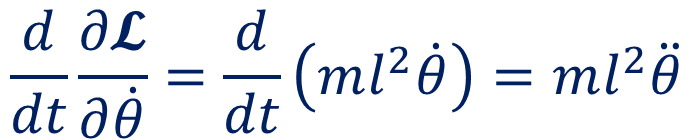 d/dt ∂𝓛/∂θ̇ = d/dt (ml²θ̇) = ml²θ̈